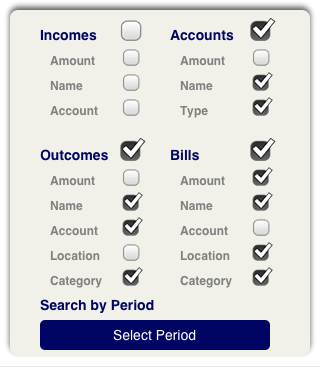 Incomes Accounts
Amount Amount
Name Name
Account Type
Outcomes Bills
Amount Amount
Name Name
Account Account
Location Location
Category Category
Search by Period
Select Period